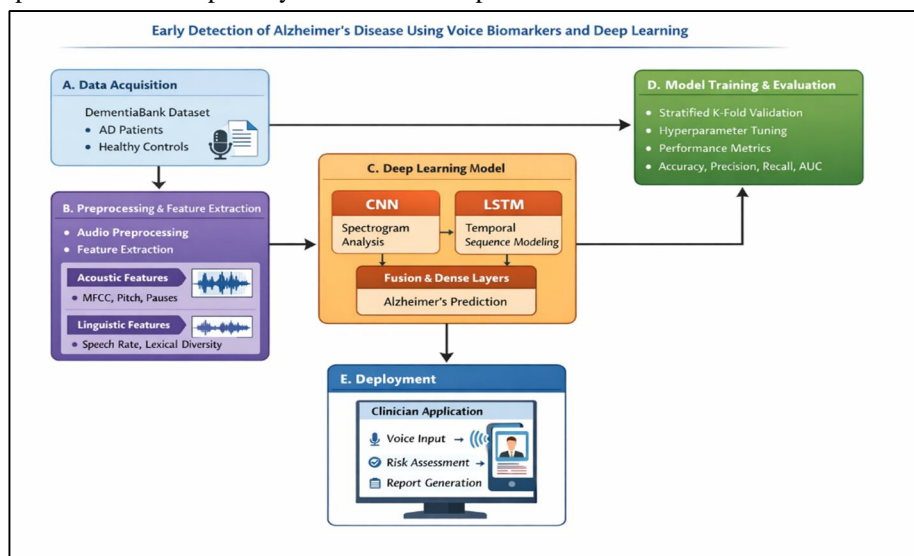 Early Detection of Alzheimer's Disease Using Voice Biomarkers and Deep Learning
A. Data Acquisition
DementiaBank Dataset
• AD Patients
• Healthy Controls
B. Preprocessing & Feature Extraction
• Audio Preprocessing
• Feature Extraction
Acoustic Features
• MFCC, Pitch, Pauses
Linguistic Features
• Speech Rate, Lexical Diversity
C. Deep Learning Model
CNN
Spectrogram
Analysis
LSTM
Temporal
Sequence Modeling
Fusion & Dense Layers
Alzheimer's Prediction
D. Model Training & Evaluation
• Stratified K-Fold Validation
• Hyperparameter Tuning
• Performance Metrics
• Accuracy, Precision, Recall, AUC
E. Deployment
Clinician Application
Voice Input
Risk Assessment
Report Generation